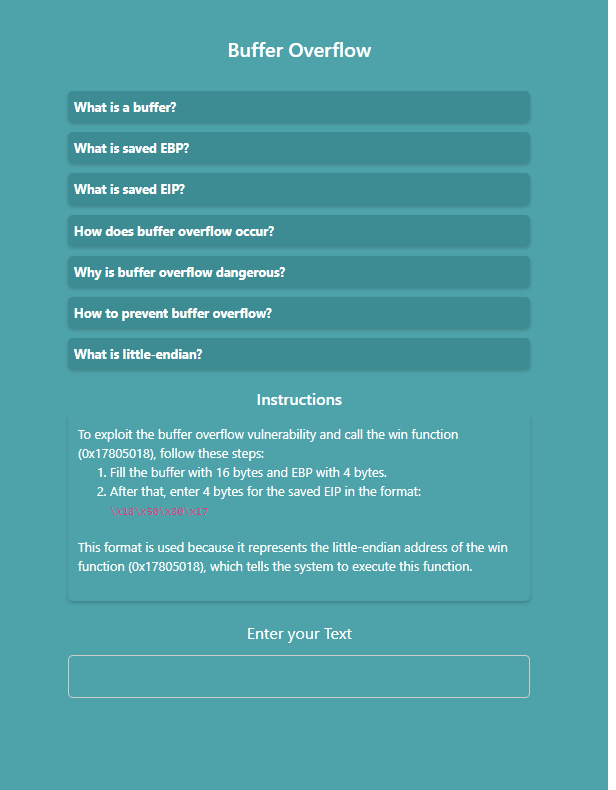 Buffer Overflow
What is a buffer?
What is saved EBP?
What is saved EIP?
How does buffer overflow occur?
Why is buffer overflow dangerous?
How to prevent buffer overflow?
What is little-endian?
Instructions
To exploit the buffer overflow vulnerability and call the win function
(0x17805018), follow these steps:
1. Fill the buffer with 16 bytes and EBP with 4 bytes.
2. After that, enter 4 bytes for the saved EIP in the format:
\x18\x50\x80\x17
This format is used because it represents the little-endian address of the win
function (0x17805018), which tells the system to execute this function.
Enter your Text